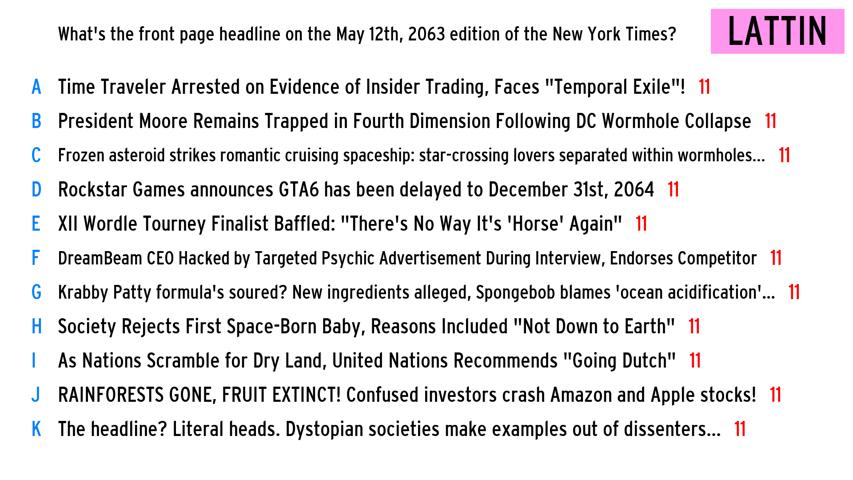 What's the front page headline on the May 12th, 2063 edition of the New York Times?
LATTIN
A Time Traveler Arrested on Evidence of Insider Trading, Faces "Temporal Exile"! 11
B President Moore Remains Trapped in Fourth Dimension Following DC Wormhole Collapse 11
C Frozen asteroid strikes romantic cruising spaceship: star-crossing lovers separated within wormholes... 11
D Rockstar Games announces GTA6 has been delayed to December 31st, 2064 11
E XII Wordle Tourney Finalist Baffled: "There's No Way It's 'Horse' Again" 11
F DreamBeam CEO Hacked by Targeted Psychic Advertisement During Interview, Endorses Competitor 11
G Krabby Patty formula's soured? New ingredients alleged, Spongebob blames 'ocean acidification'... 11
H Society Rejects First Space-Born Baby, Reasons Included "Not Down to Earth" 11
I As Nations Scramble for Dry Land, United Nations Recommends "Going Dutch" 11
J RAINFORESTS GONE, FRUIT EXTINCT! Confused investors crash Amazon and Apple stocks! 11
K The headline? Literal heads. Dystopian societies make examples out of dissenters... 11